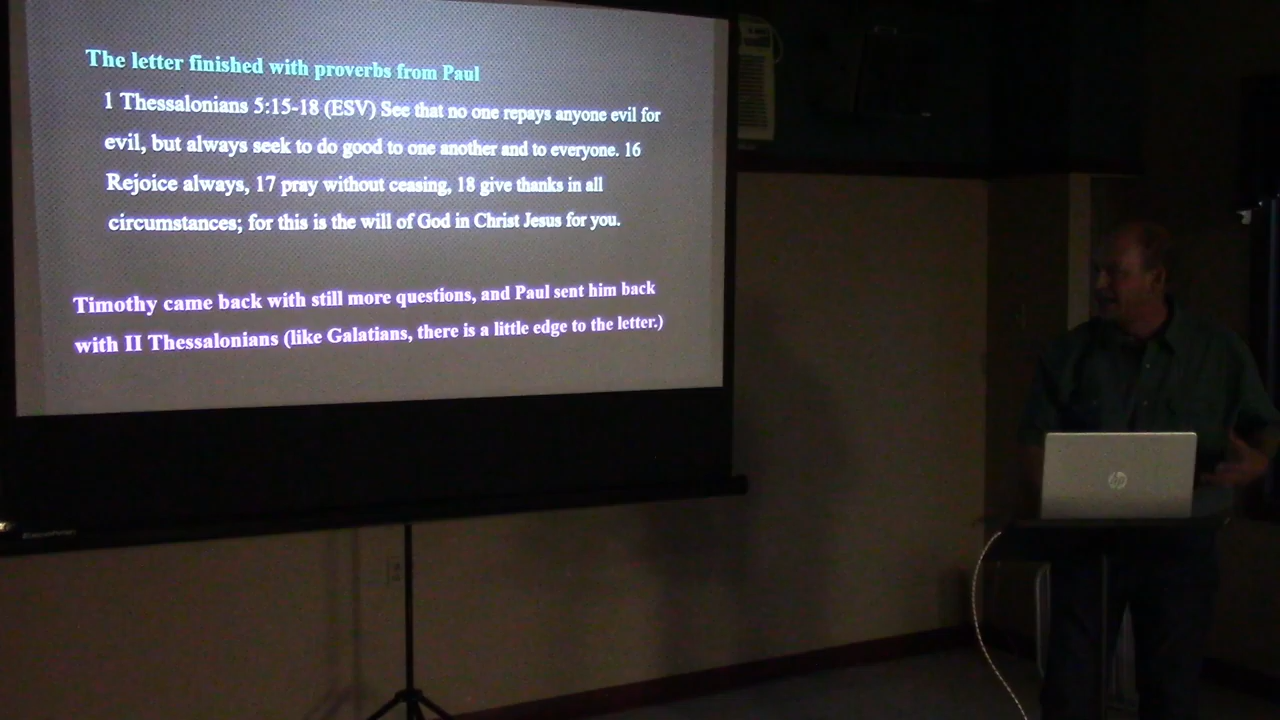 The letter finished with proverbs from Paul
1 Thessalonians 5:15-18 (ESV) See that no one repays anyone evil for
evil, but always seek to do good to one another and to everyone. 16
Rejoice always, 17 pray without ceasing, 18 give thanks in all
circumstances; for this is the will of God in Christ Jesus for you.
Timothy came back with still more questions, and Paul sent him back
with II Thessalonians (like Galatians, there is a little edge to the letter.)
hp